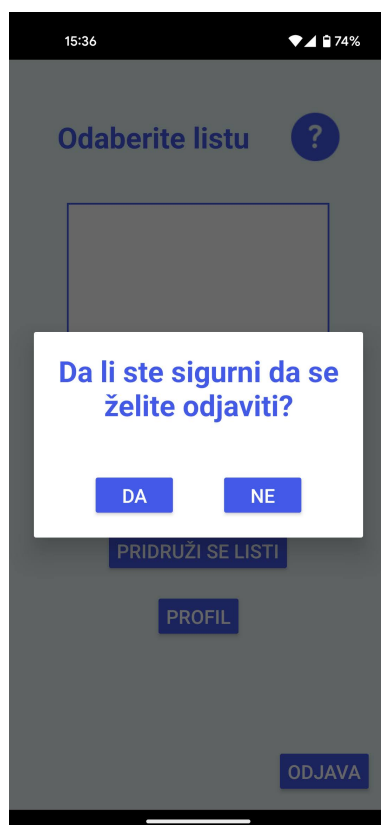 15:36
74%
Odaberite listu
?
Da li ste sigurni da se
želite odjaviti?
DA
NE
PRIDRUŽI SE LISTI
PROFIL
ODJAVA